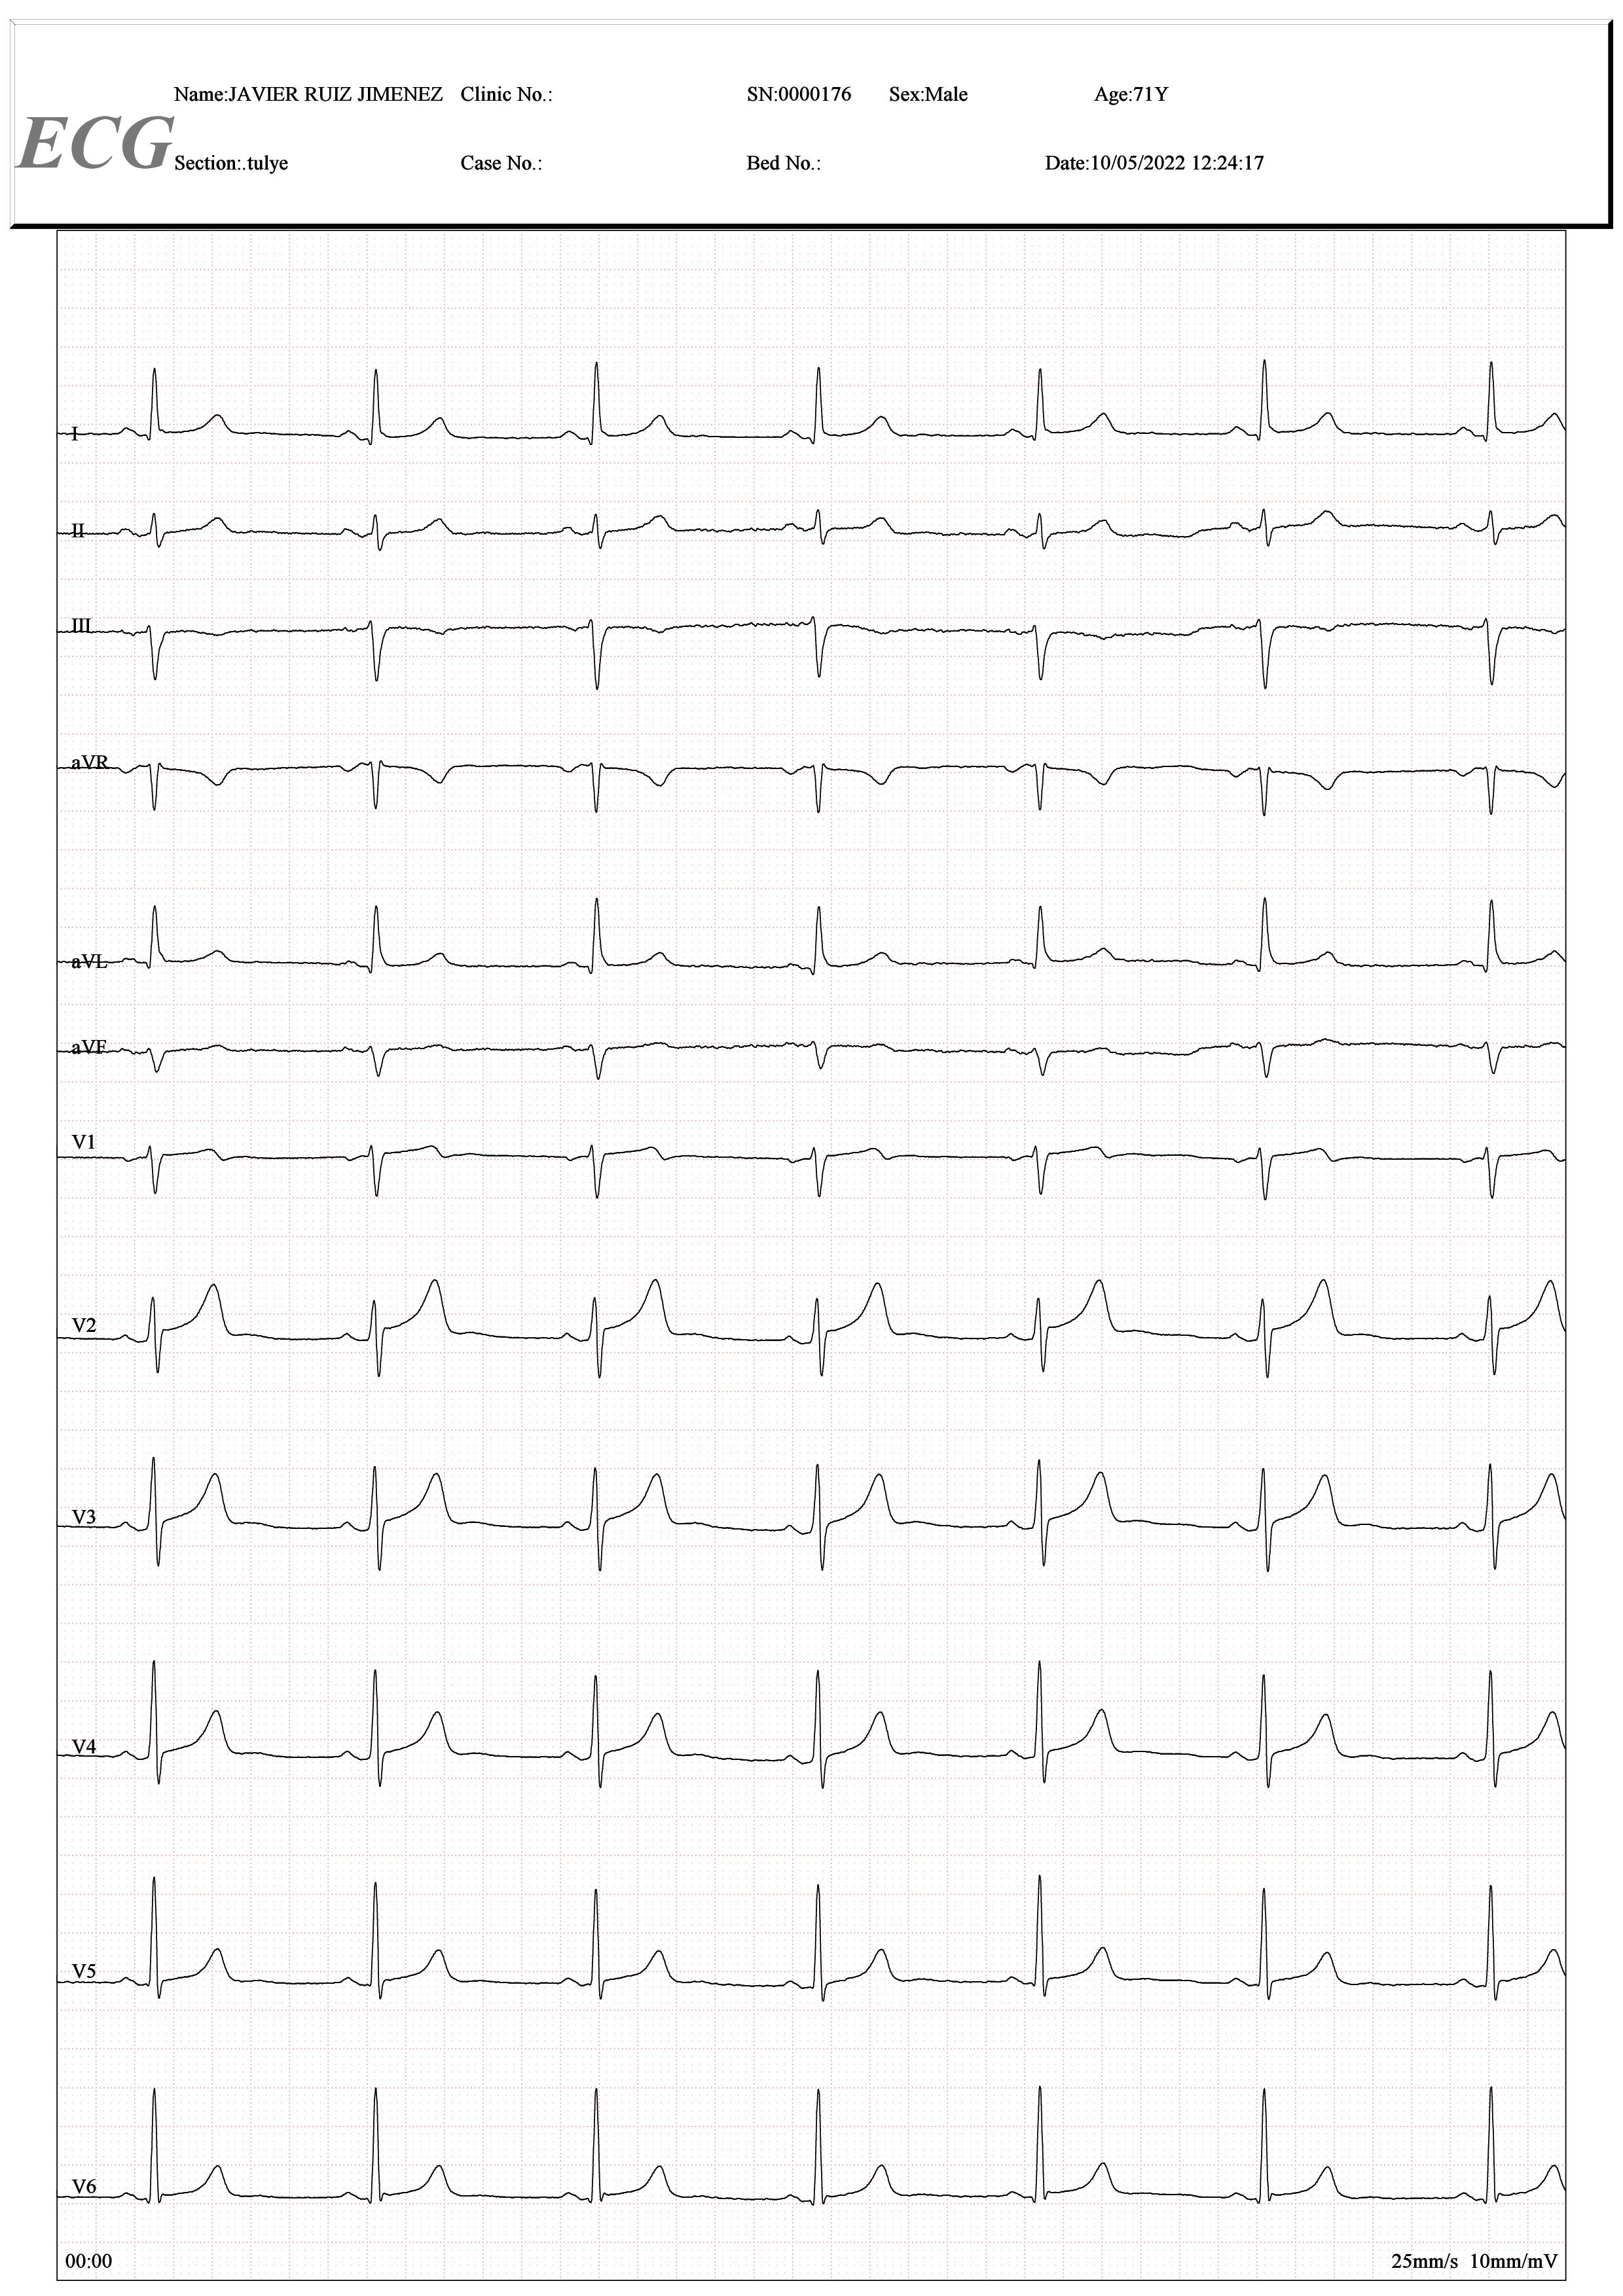 Name:JAVIER RUIZ JIMENEZ Clinic No.: SN:0000176 Sex:Male Age:71Y
ECG
Section:.tulye Case No.: Bed No.: Date:10/05/2022 12:24:17
I
II
III
aVR
aVL
aVF
V1
V2
V3
V4
V5
V6
00:00 25mm/s 10mm/mV